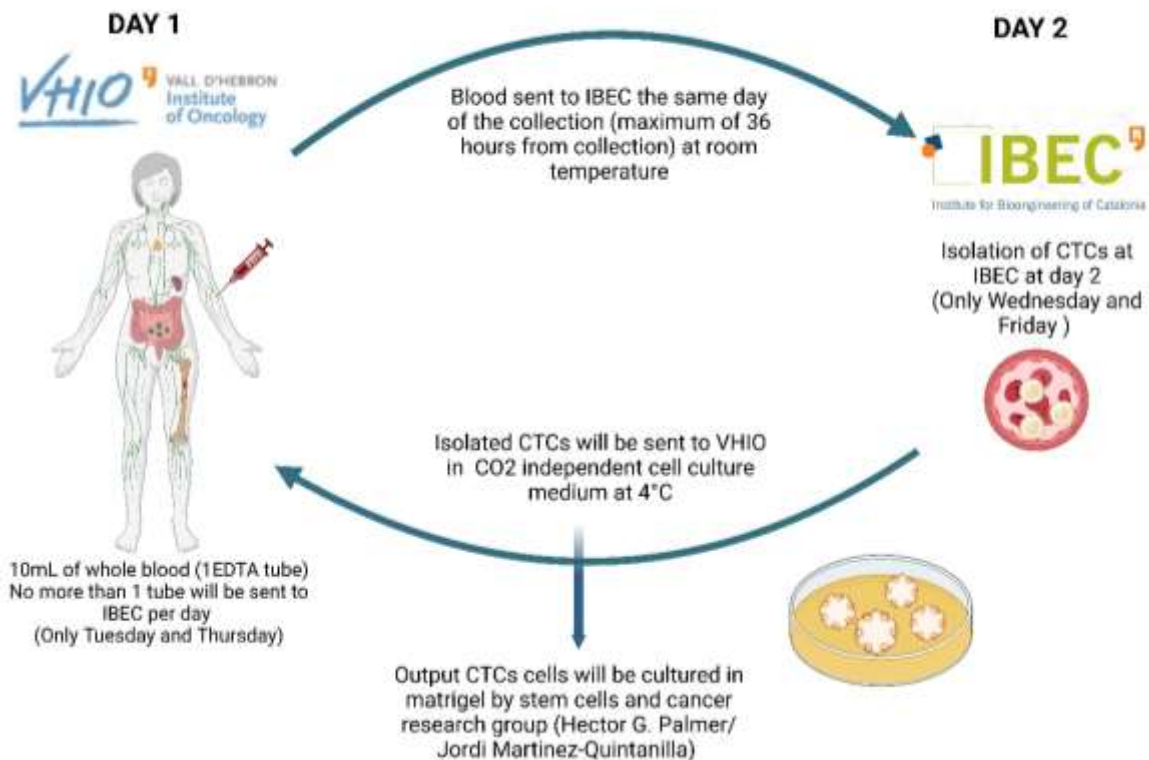 DAY 1
VHIO
VALL D'HEBRON
Institute
of Oncology
Blood sent to IBEC the same day
of the collection (maximum of 36
hours from collection) at room
temperature
DAY 2
IBEC
Institute for Bioengineering of Catalonia
Isolation of CTCs at
IBEC at day 2
(Only Wednesday and
Friday )
Isolated CTCs will be sent to VHIO
in CO2 independent cell culture
medium at 4°C
10mL of whole blood (1EDTA tube)
No more than 1 tube will be sent to
IBEC per day
(Only Tuesday and Thursday)
Output CTCs cells will be cultured in
matrigel by stem cells and cancer
research group (Hector G. Palmer/
Jordi Martinez-Quintanilla)